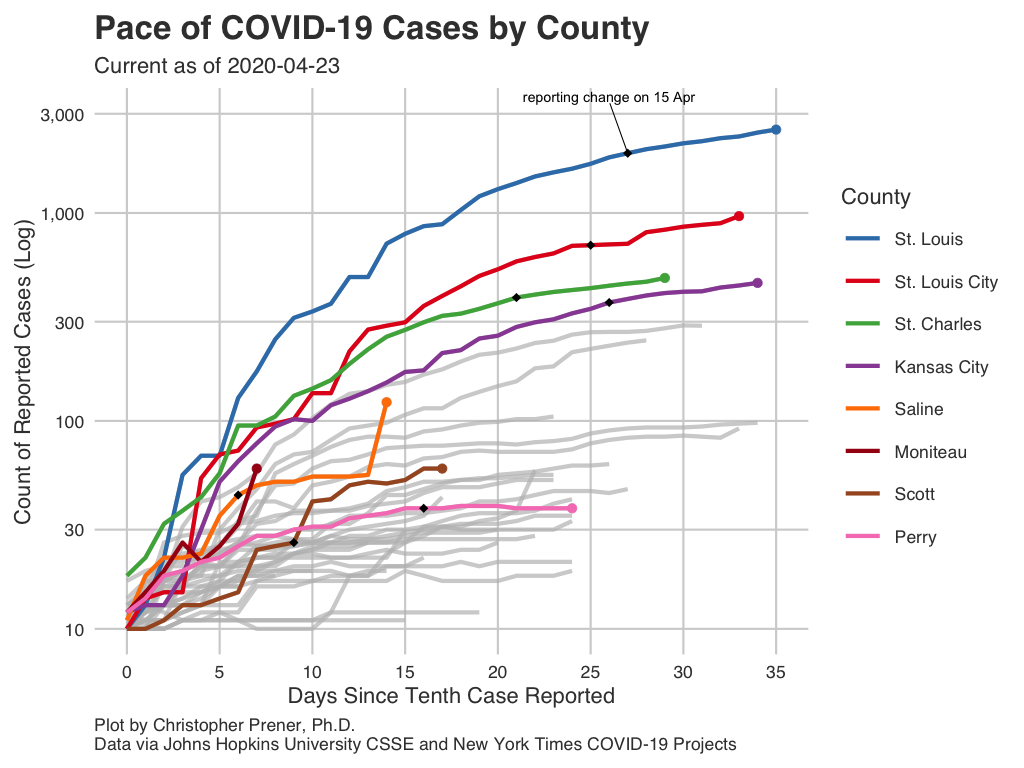 Pace of COVID-19 Cases by County
Current as of 2020-04-23
reporting change on 15 Apr
3,000
1,000
300
100
30
10
Count of Reported Cases (Log)
0 5 10 15 20 25 30 35
Days Since Tenth Case Reported
County
St. Louis
St. Louis City
St. Charles
Kansas City
Saline
Moniteau
Scott
Perry
Plot by Christopher Prener, Ph.D.
Data via Johns Hopkins University CSSE and New York Times COVID-19 Projects